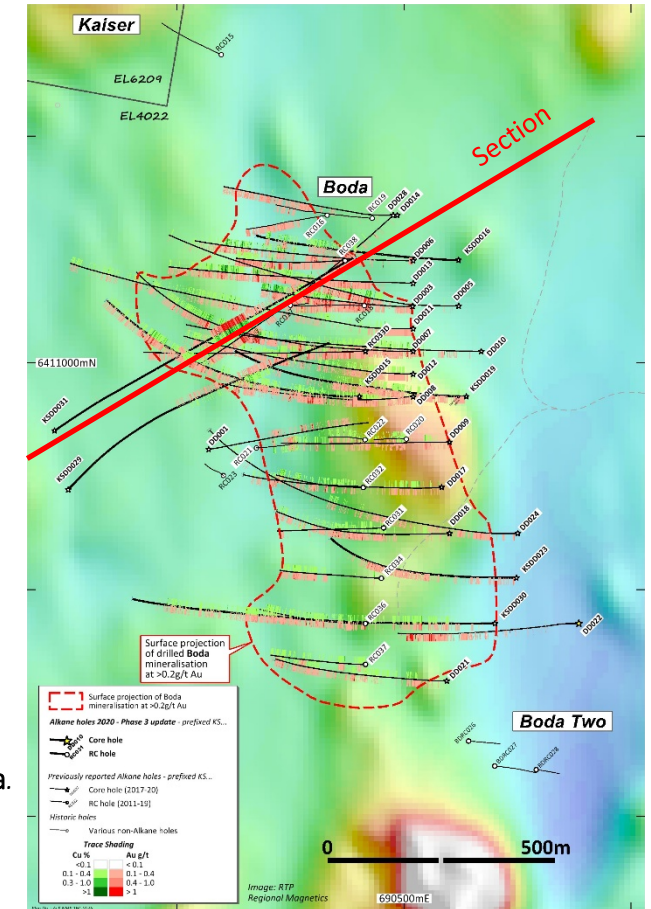 Kaiser
RC015
EL6209
EL4022
Section
Boda
DD028
DD014
RC019
RC016
KSDD016
RC038
DD006
DD013
DD003
DD005
DD011
RC033D
DD007
DD010
6411000mN
KSDD015
DD012
KSDD019
DD008
KSDD031
DD001
RC022
RC020
DD009
RC021
KSDD029
RC023
RC032
DD017
RC031
DD018
DD024
RC034
KSDD023
RC036
KSDD030
DD022
Surface projection
of drilled Boda
mineralisation
at >0.2g/t Au
RC037
DD021
Boda Two
BDRC026
BDRC027
BDRC028
Surface projection of Boda
mineralisation at >0.2g/t Au
Alkane holes 2020 - Phase 3 update - prefixed KS...
Core hole
RC hole
a.
Previously reported Alkane holes - prefixed KS...
Core hole (2017-20)
RC hole (2011-19)
Historic holes
Various non-Alkane holes
Trace Shading
Cu % Au g/t
<0.1 < 0.1
0.1 - 0.4 0.1 - 0.4
0.3 - 1.0 0.4 - 1.0
>1 > 1
0 500m
Image: RTP
Regional Magnetics
690500mE